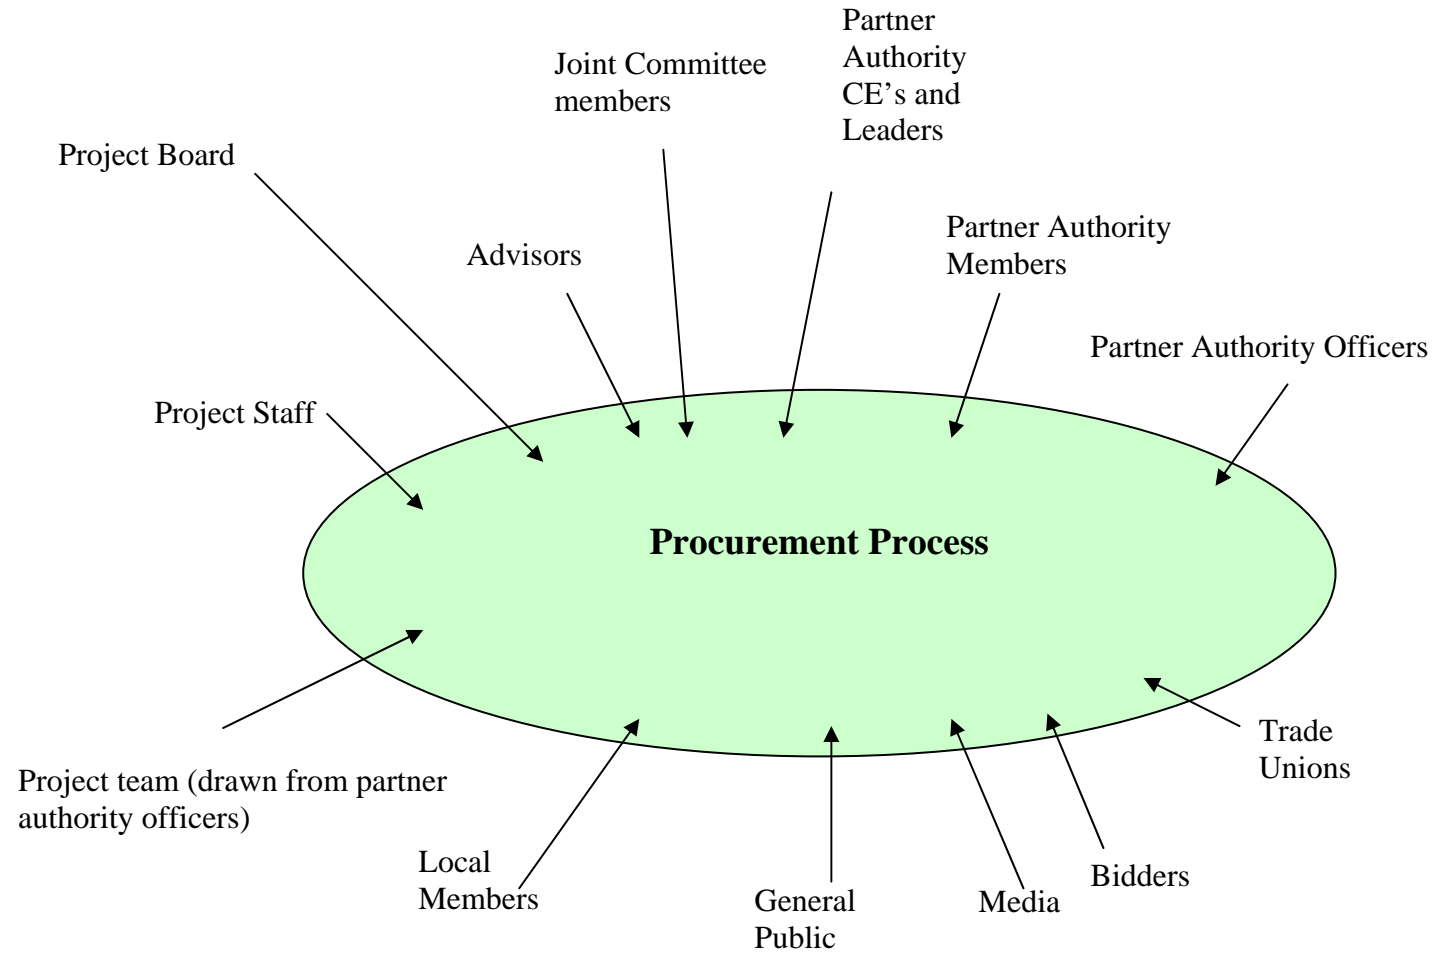 Partner
Authority
CE’s and
Leaders
Joint Committee
members
Project Board
Advisors
Partner Authority
Members
Partner Authority Officers
Project Staff
Procurement Process
Trade
Unions
Project team (drawn from partner
authority officers)
Local
Members
General
Public
Media
Bidders